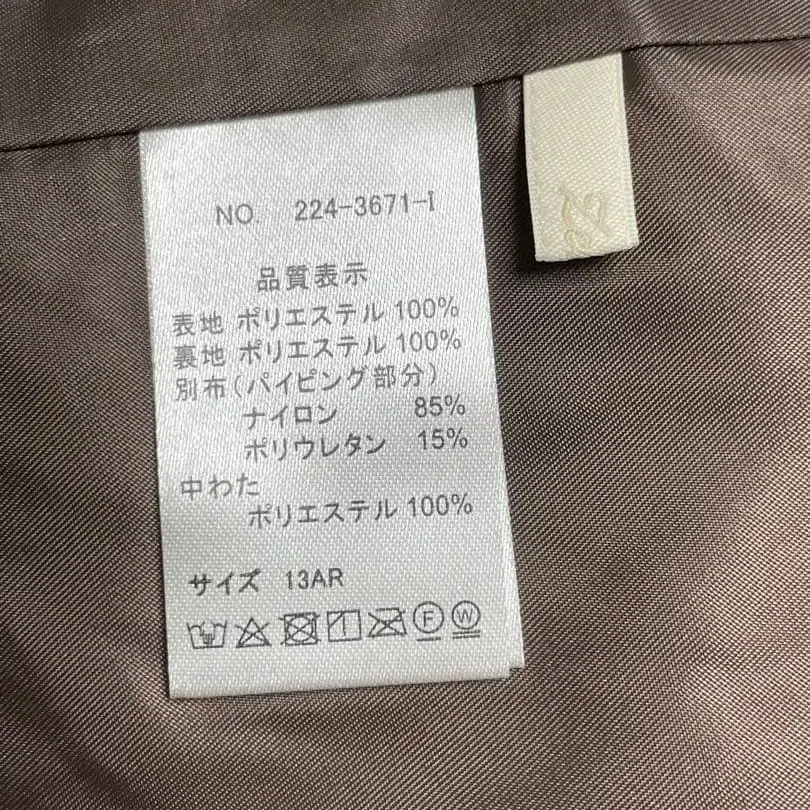 NO. 224-3671-I
品質表示
表地 ポリエステル 100%
裏地 ポリエステル 100%
別布(パイピング部分)
ナイロン 85%
ポリウレタン 15%
中わた
ポリエステル 100%
サイズ 13AR
F W